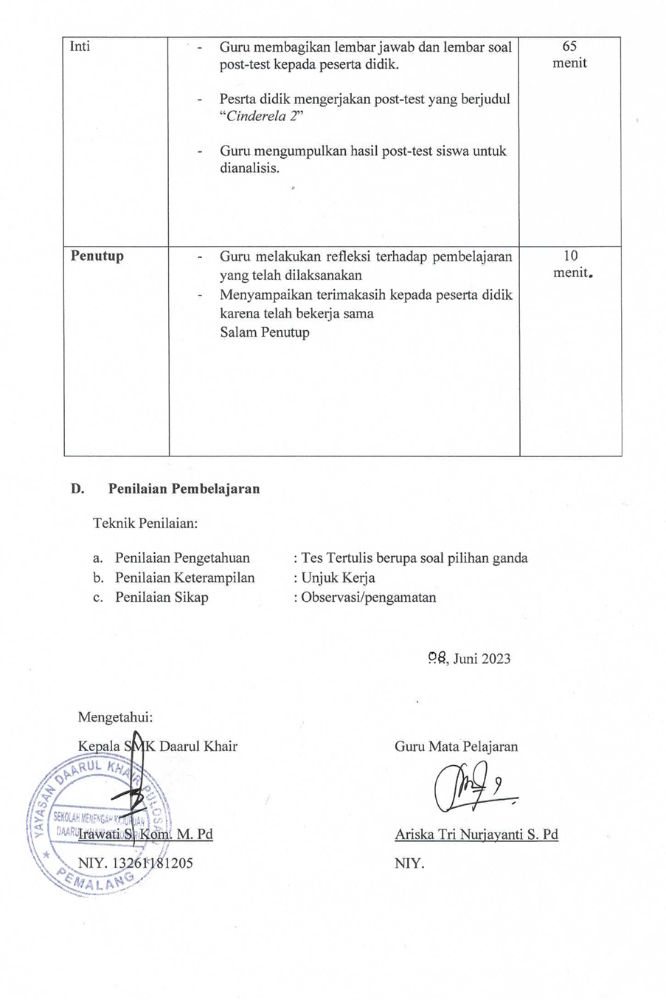 Inti
- Guru membagikan lembar jawab dan lembar soal
post-test kepada peserta didik.
- Pesrta didik mengerjakan post-test yang berjudul
“Cinderela 2”
- Guru mengumpulkan hasil post-test siswa untuk
dianalisis.
65
menit
Penutup
- Guru melakukan refleksi terhadap pembelajaran
yang telah dilaksanakan
- Menyampaikan terimakasih kepada peserta didik
karena telah bekerja sama
Salam Penutup
10
menit.
D. Penilaian Pembelajaran
Teknik Penilaian:
a. Penilaian Pengetahuan : Tes Tertulis berupa soal pilihan ganda
b. Penilaian Keterampilan : Unjuk Kerja
c. Penilaian Sikap : Observasi/pengamatan
08, Juni 2023
Mengetahui:
Kepala SMK Daarul Khair
Guru Mata Pelajaran
YAYASAN DAARUL KHAIR PULOSARI
SEKOLAH MENENGAH KEJURUAN
DAARUL
PEMALANG
Irawati S. Kom. M. Pd
Ariska Tri Nurjayanti S. Pd
NIY. 13261181205
NIY.